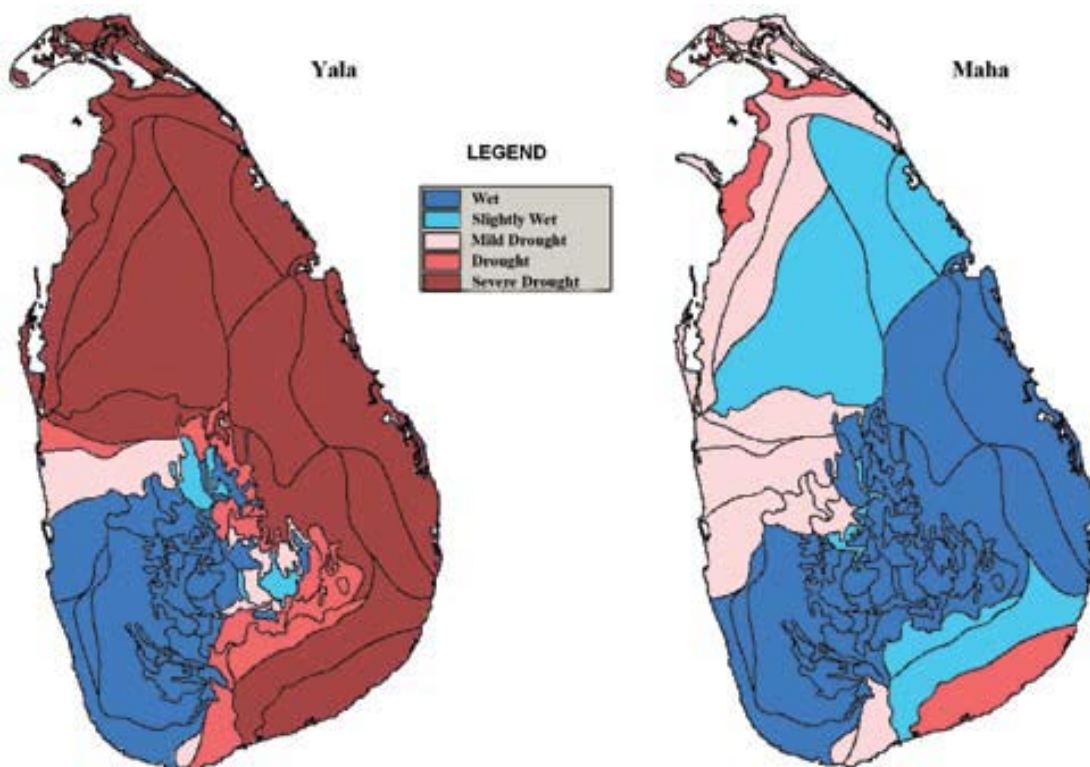 Yala
Maha
LEGEND
Wet
Slightly Wet
Mild Drought
Drought
Severe Drought